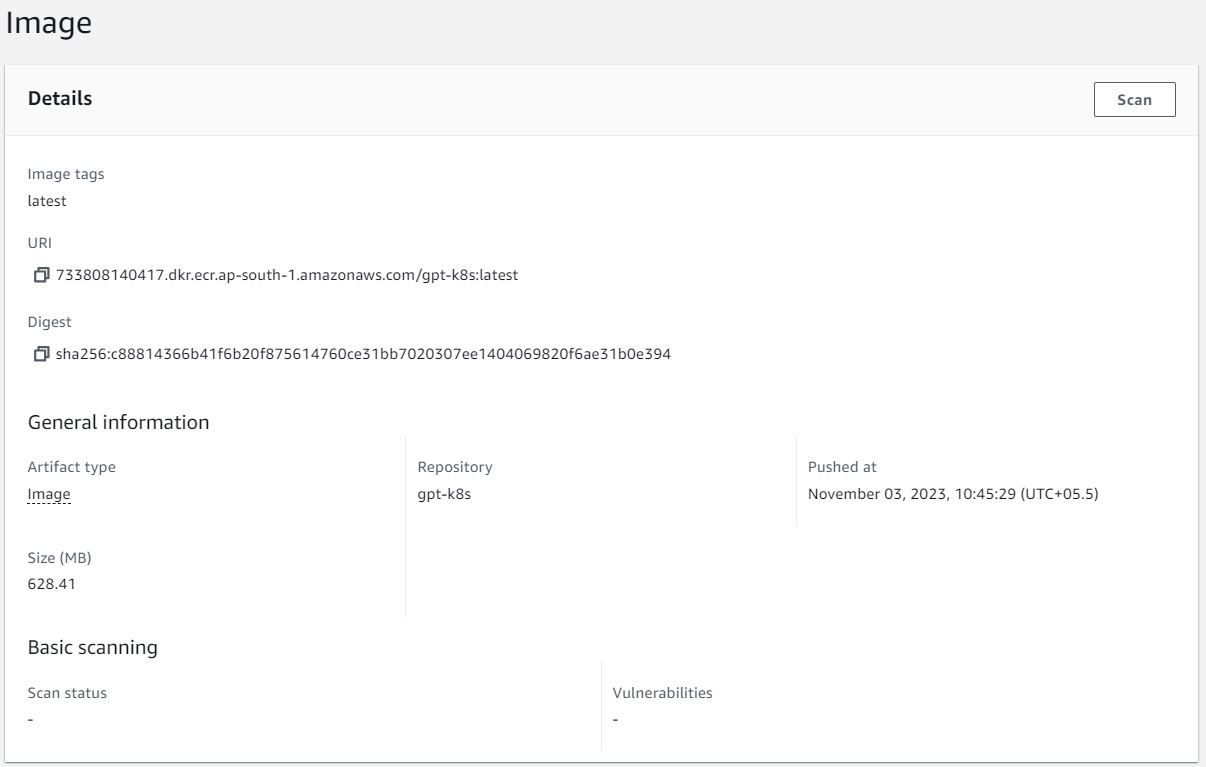 Image
Details
Scan
Image tags
latest
URI
733808140417.dkr.ecr.ap-south-1.amazonaws.com/gpt-k8s:latest
Digest
sha256:c88814366b41f6b20f875614760ce31bb7020307ee1404069820f6ae31b0e394
General information
Artifact type
Image
Repository
gpt-k8s
Pushed at
November 03, 2023, 10:45:29 (UTC+05.5)
Size (MB)
628.41
Basic scanning
Scan status
-
Vulnerabilities
-